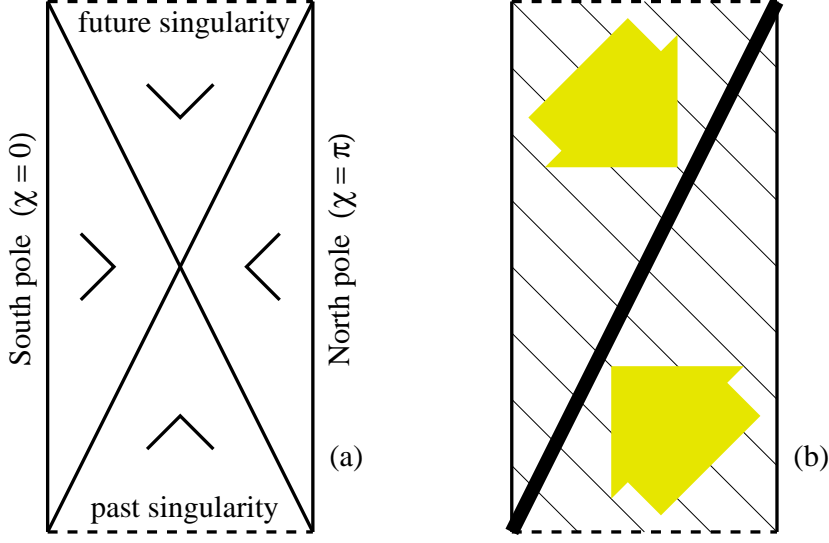 future singularity
South pole (χ = 0)
North pole (χ = π)
past singularity
(a)
(b)